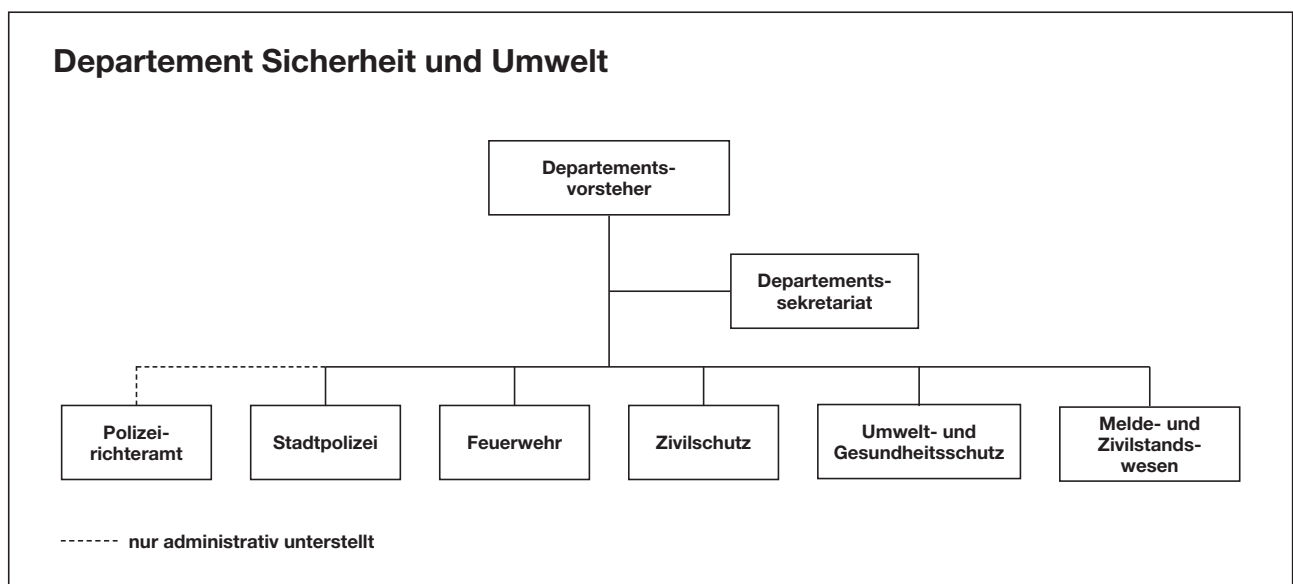 Departement Sicherheit und Umwelt
Departements-
vorsteher
Departements-
sekretariat
Polizei-
richteramt
Stadtpolizei
Feuerwehr
Zivilschutz
Umwelt- und
Gesundheitsschutz
Melde- und
Zivilstands-
wesen
nur administrativ unterstellt